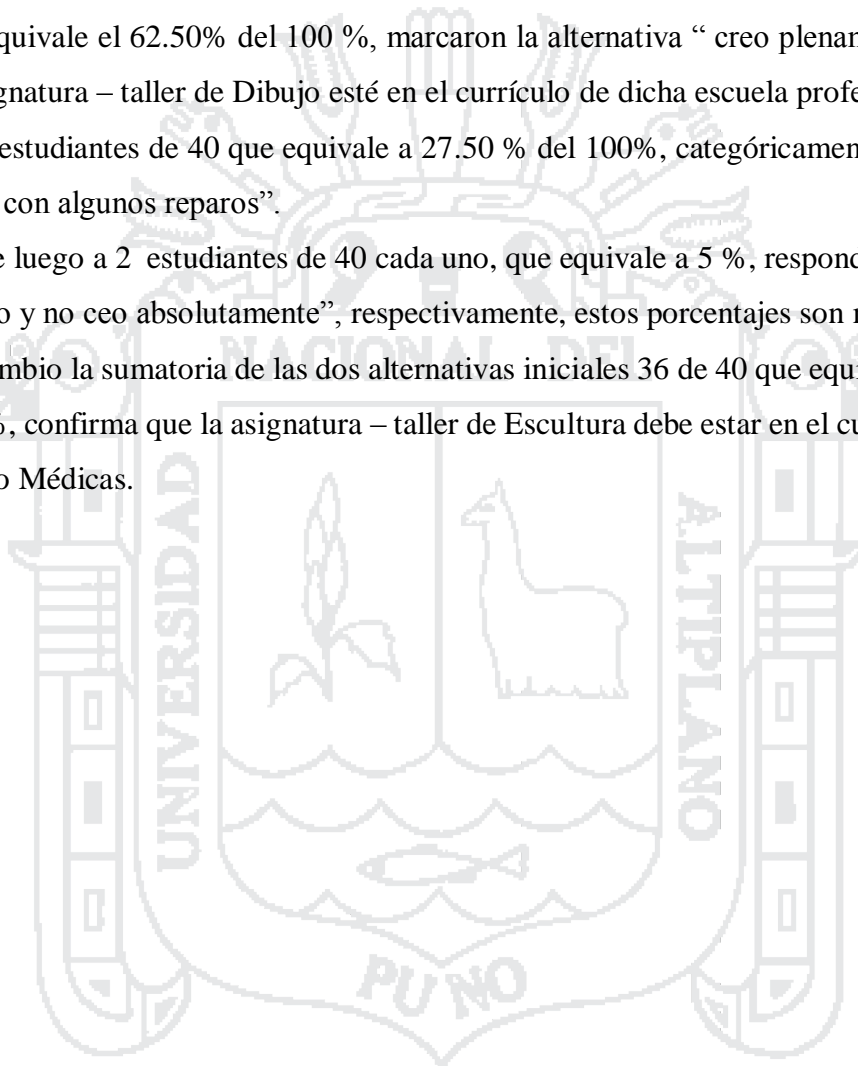 quivale el 62.50% del 100 %, marcaron la alternativa “ creo plenan
gnatura – taller de Dibujo esté en el currículo de dicha escuela profe
estudiantes de 40 que equivale a 27.50 % del 100%, categóricamen
con algunos reparos”.
e luego a 2 estudiantes de 40 cada uno, que equivale a 5 %, respond
o y no ceo absolutamente”, respectivamente, estos porcentajes son
mbio la sumatoria de las dos alternativas iniciales 36 de 40 que equi
%, confirma que la asignatura – taller de Escultura debe estar en el cu
o Médicas.
NACIONAL DEL
UNIVERSIDAD
ALTIPLANO
PUNO